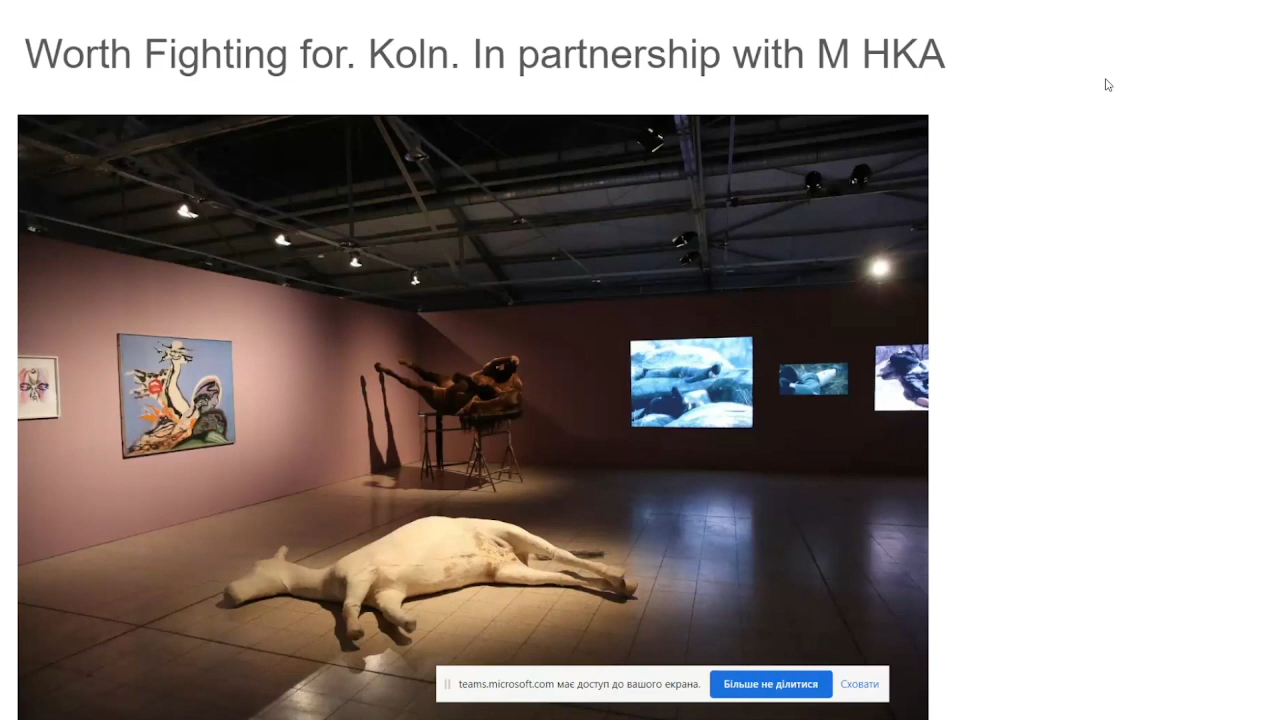 Worth Fighting for. Koln. In partnership with M HKA
teams.microsoft.com має доступ до вашого екрана. Більше не ділитися Сховати